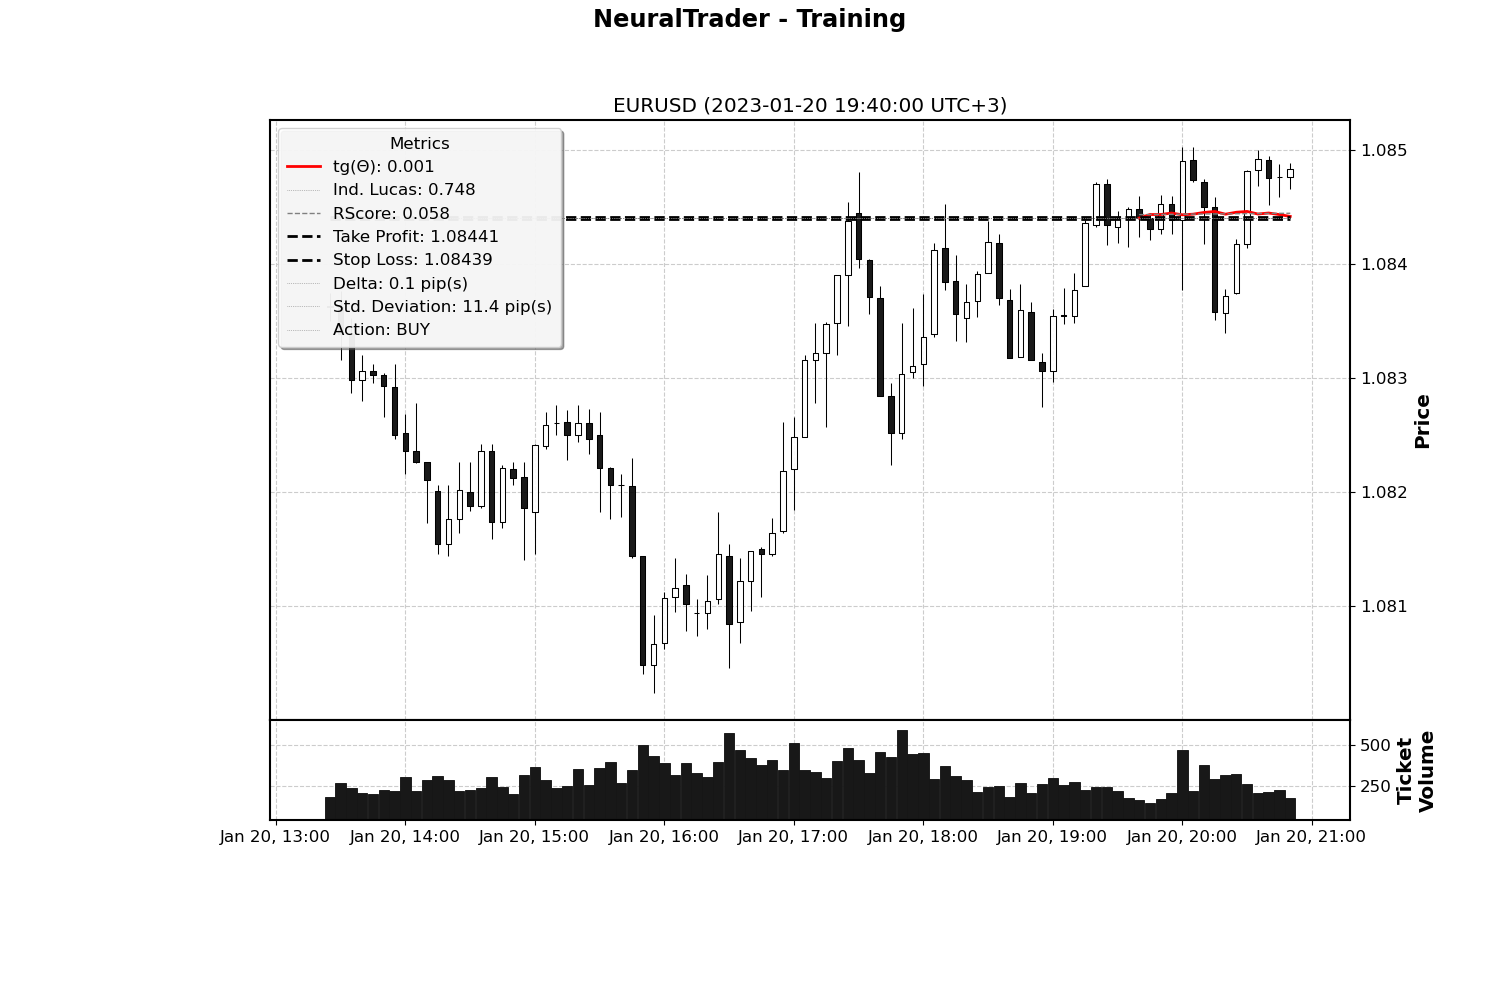 NeuralTrader - Training
EURUSD (2023-01-20 19:40:00 UTC+3)
Metrics
tg(Θ): 0.001
Ind. Lucas: 0.748
RScore: 0.058
Take Profit: 1.08441
Stop Loss: 1.08439
Delta: 0.1 pip(s)
Std. Deviation: 11.4 pip(s)
Action: BUY
1.085
1.084
1.083
1.082
1.081
Price
500
250
Ticket
Volume
Jan 20, 13:00
Jan 20, 14:00
Jan 20, 15:00
Jan 20, 16:00
Jan 20, 17:00
Jan 20, 18:00
Jan 20, 19:00
Jan 20, 20:00
Jan 20, 21:00